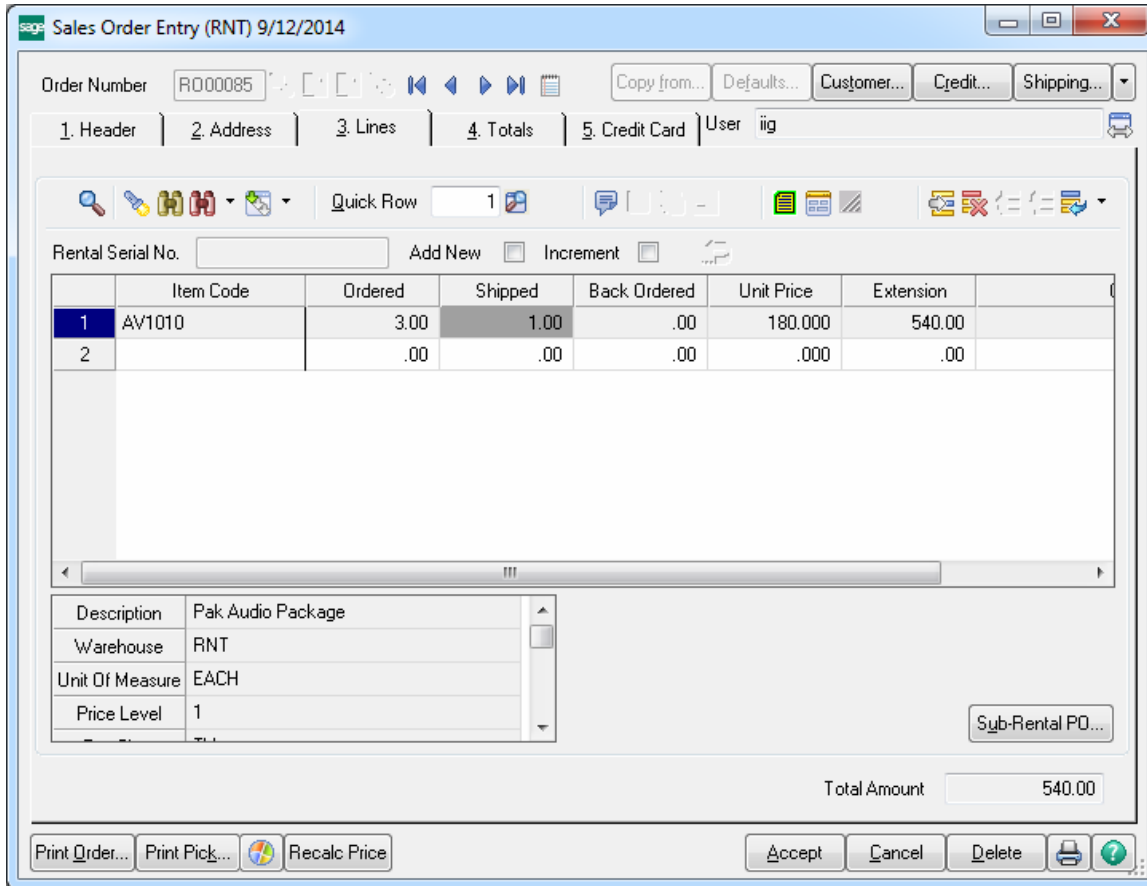 sage Sales Order Entry (RNT) 9/12/2014
Order Number RO00085 Copy from... Defaults... Customer... Credit... Shipping...
1. Header 2. Address 3. Lines 4. Totals 5. Credit Card User iig
Quick Row 1
Rental Serial No. Add New Increment
Item Code Ordered Shipped Back Ordered Unit Price Extension
1 AV1010 3.00 1.00 .00 180.000 540.00
2 .00 .00 .00 .000 .00
Description Pak Audio Package
Warehouse RNT
Unit Of Measure EACH
Price Level 1
Sub-Rental PO...
Total Amount 540.00
Print Order... Print Pick... Recalc Price Accept Cancel Delete